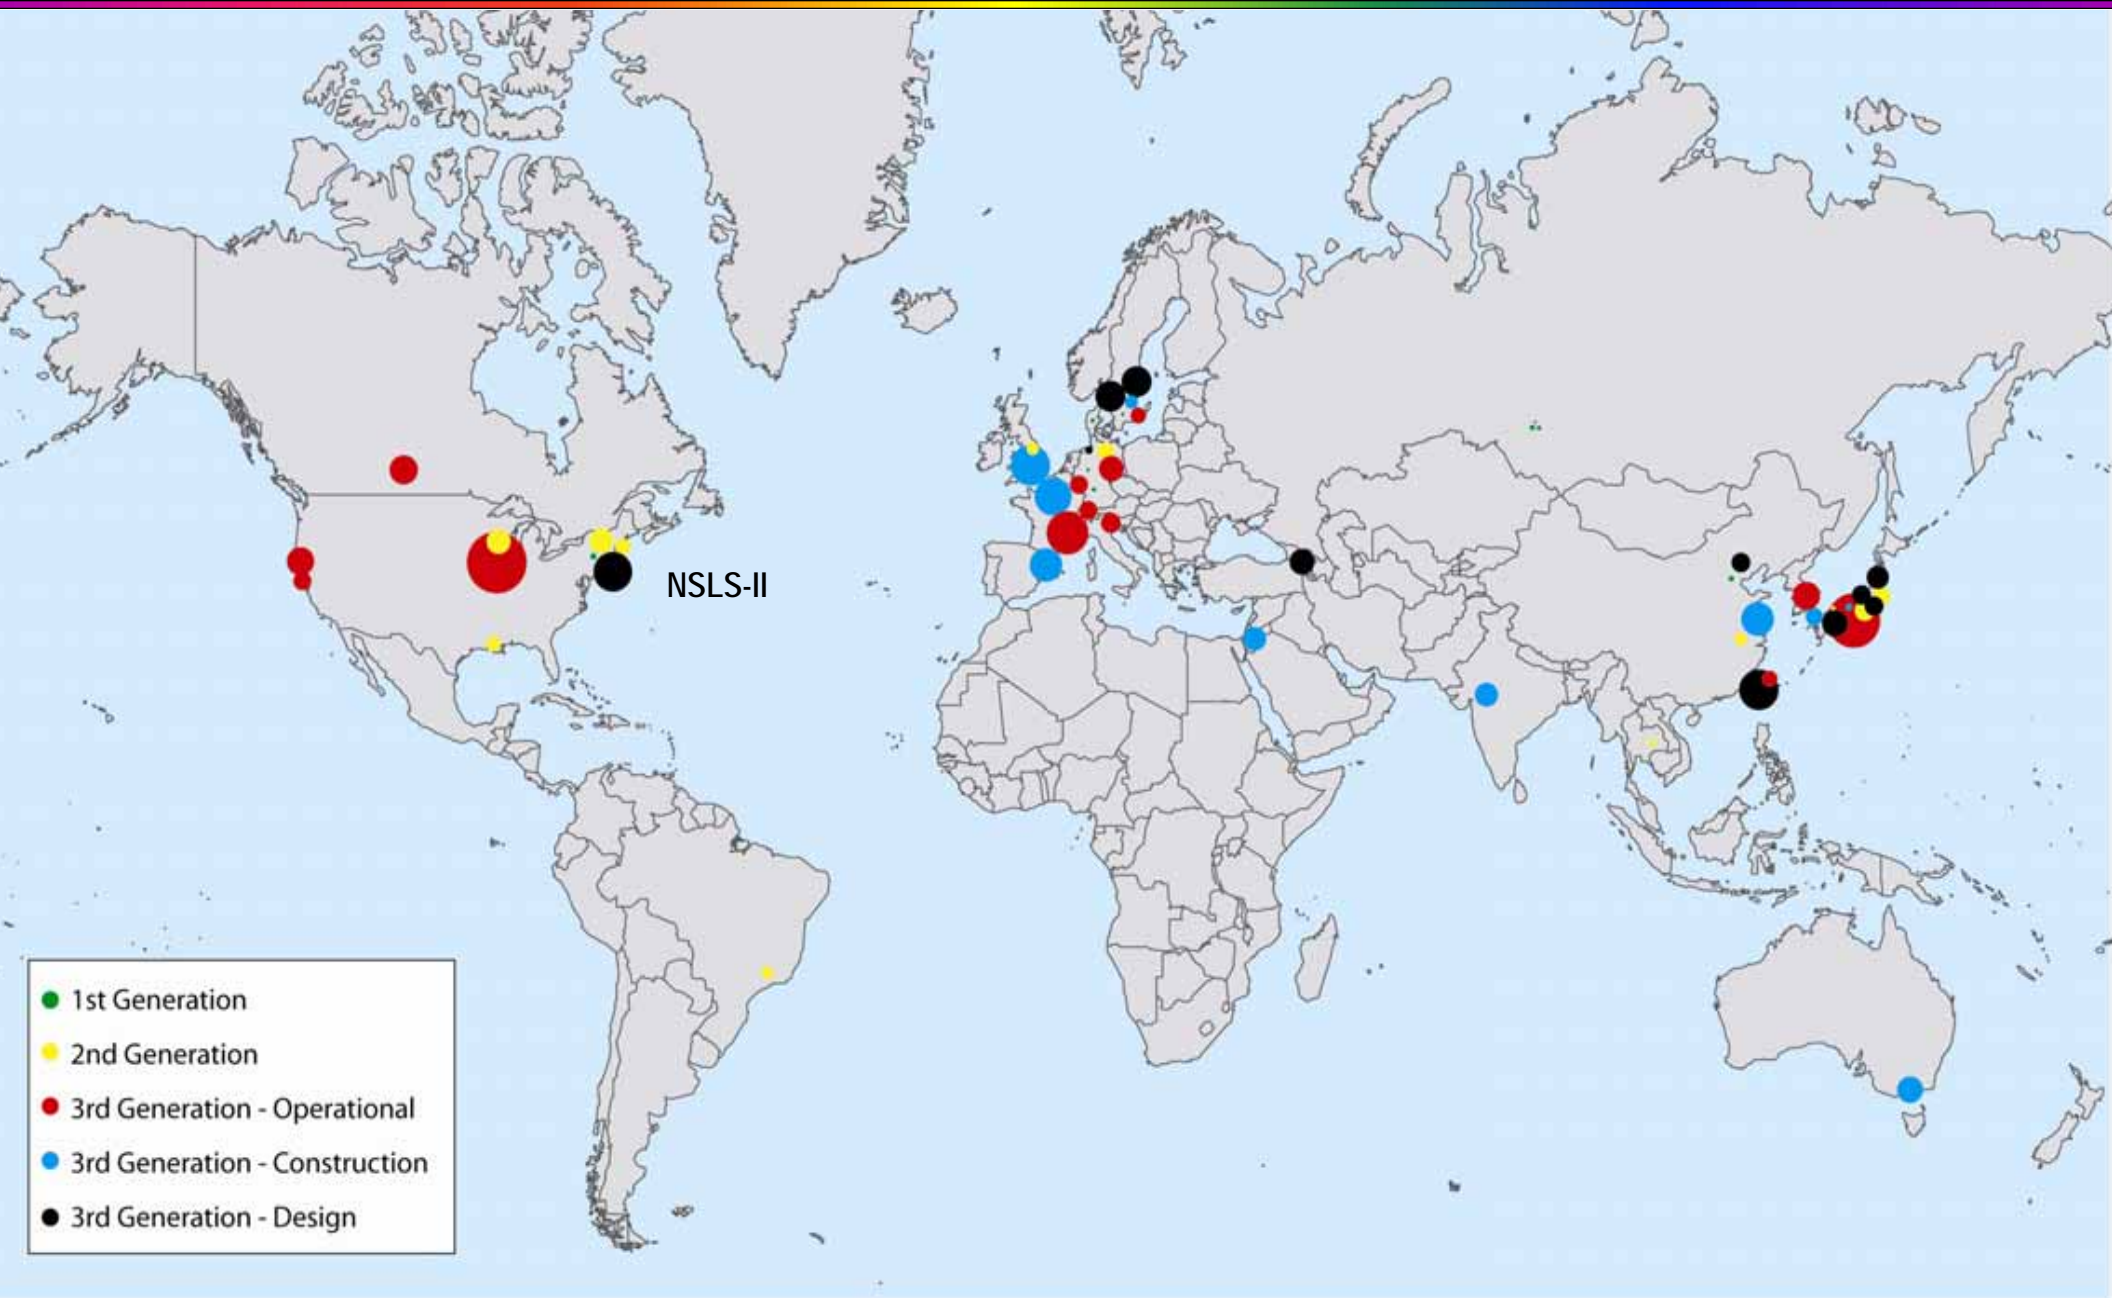 NSLS-II
1st Generation
2nd Generation
3rd Generation - Operational
3rd Generation - Construction
3rd Generation - Design